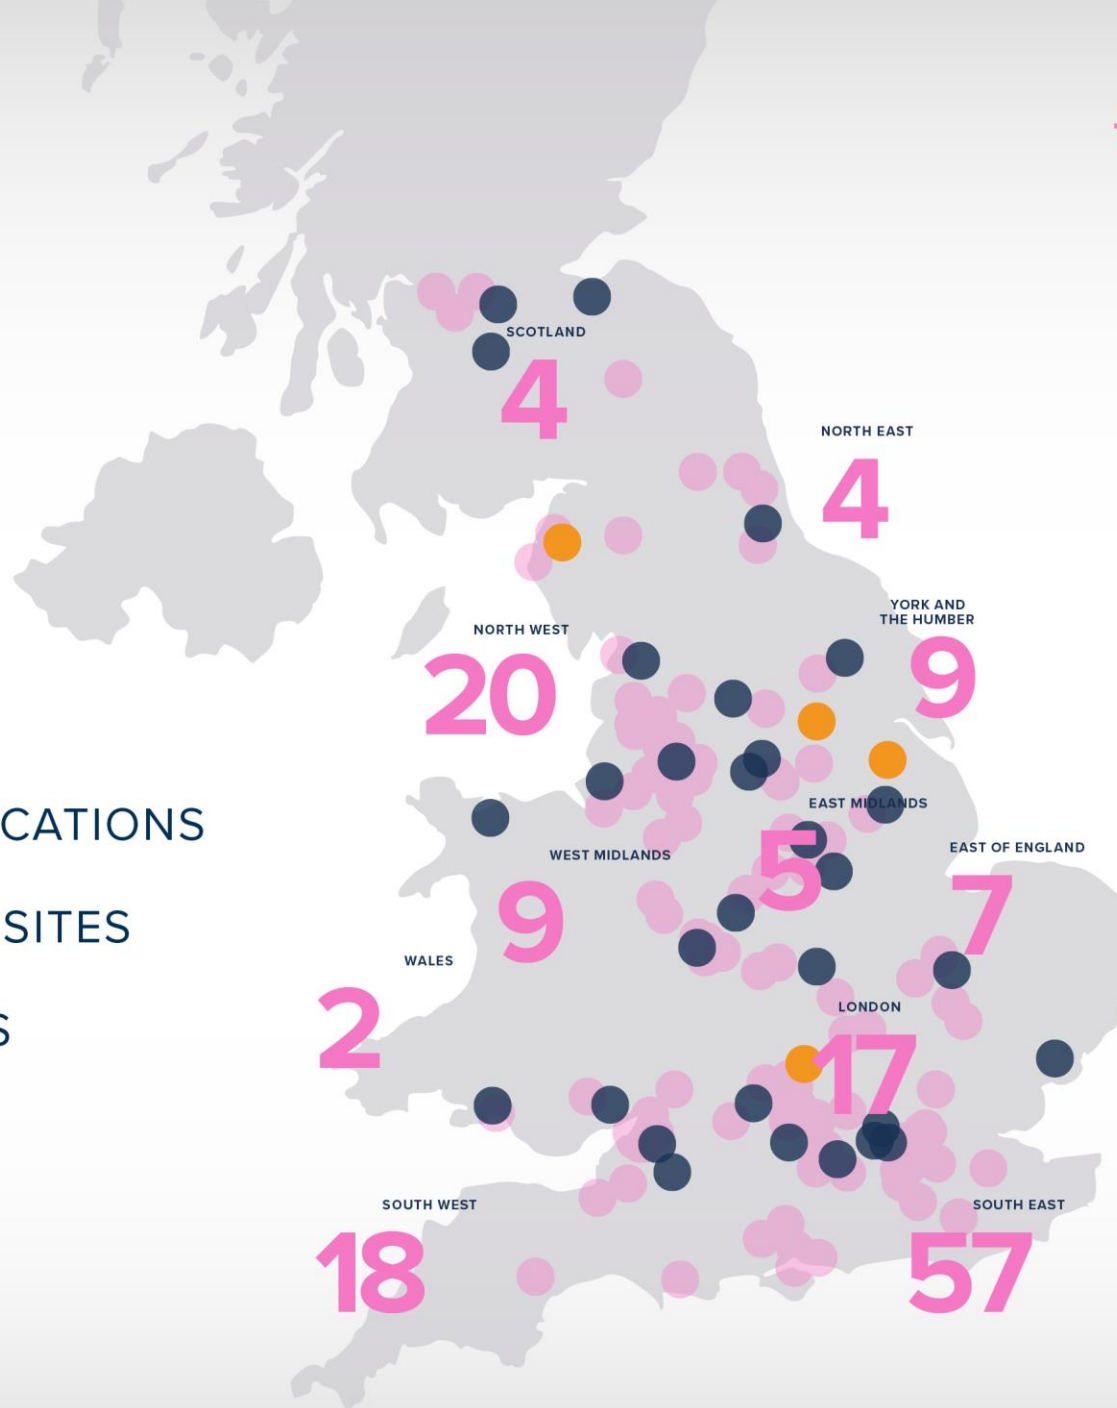 SCOTLAND
4
NORTH EAST
4
YORK AND
THE HUMBER
9
NORTH WEST
20
CATIONS
EAST MIDLANDS
5
WEST MIDLANDS
9
EAST OF ENGLAND
7
SITES
WALES
2
S
LONDON
17
SOUTH WEST
18
SOUTH EAST
57